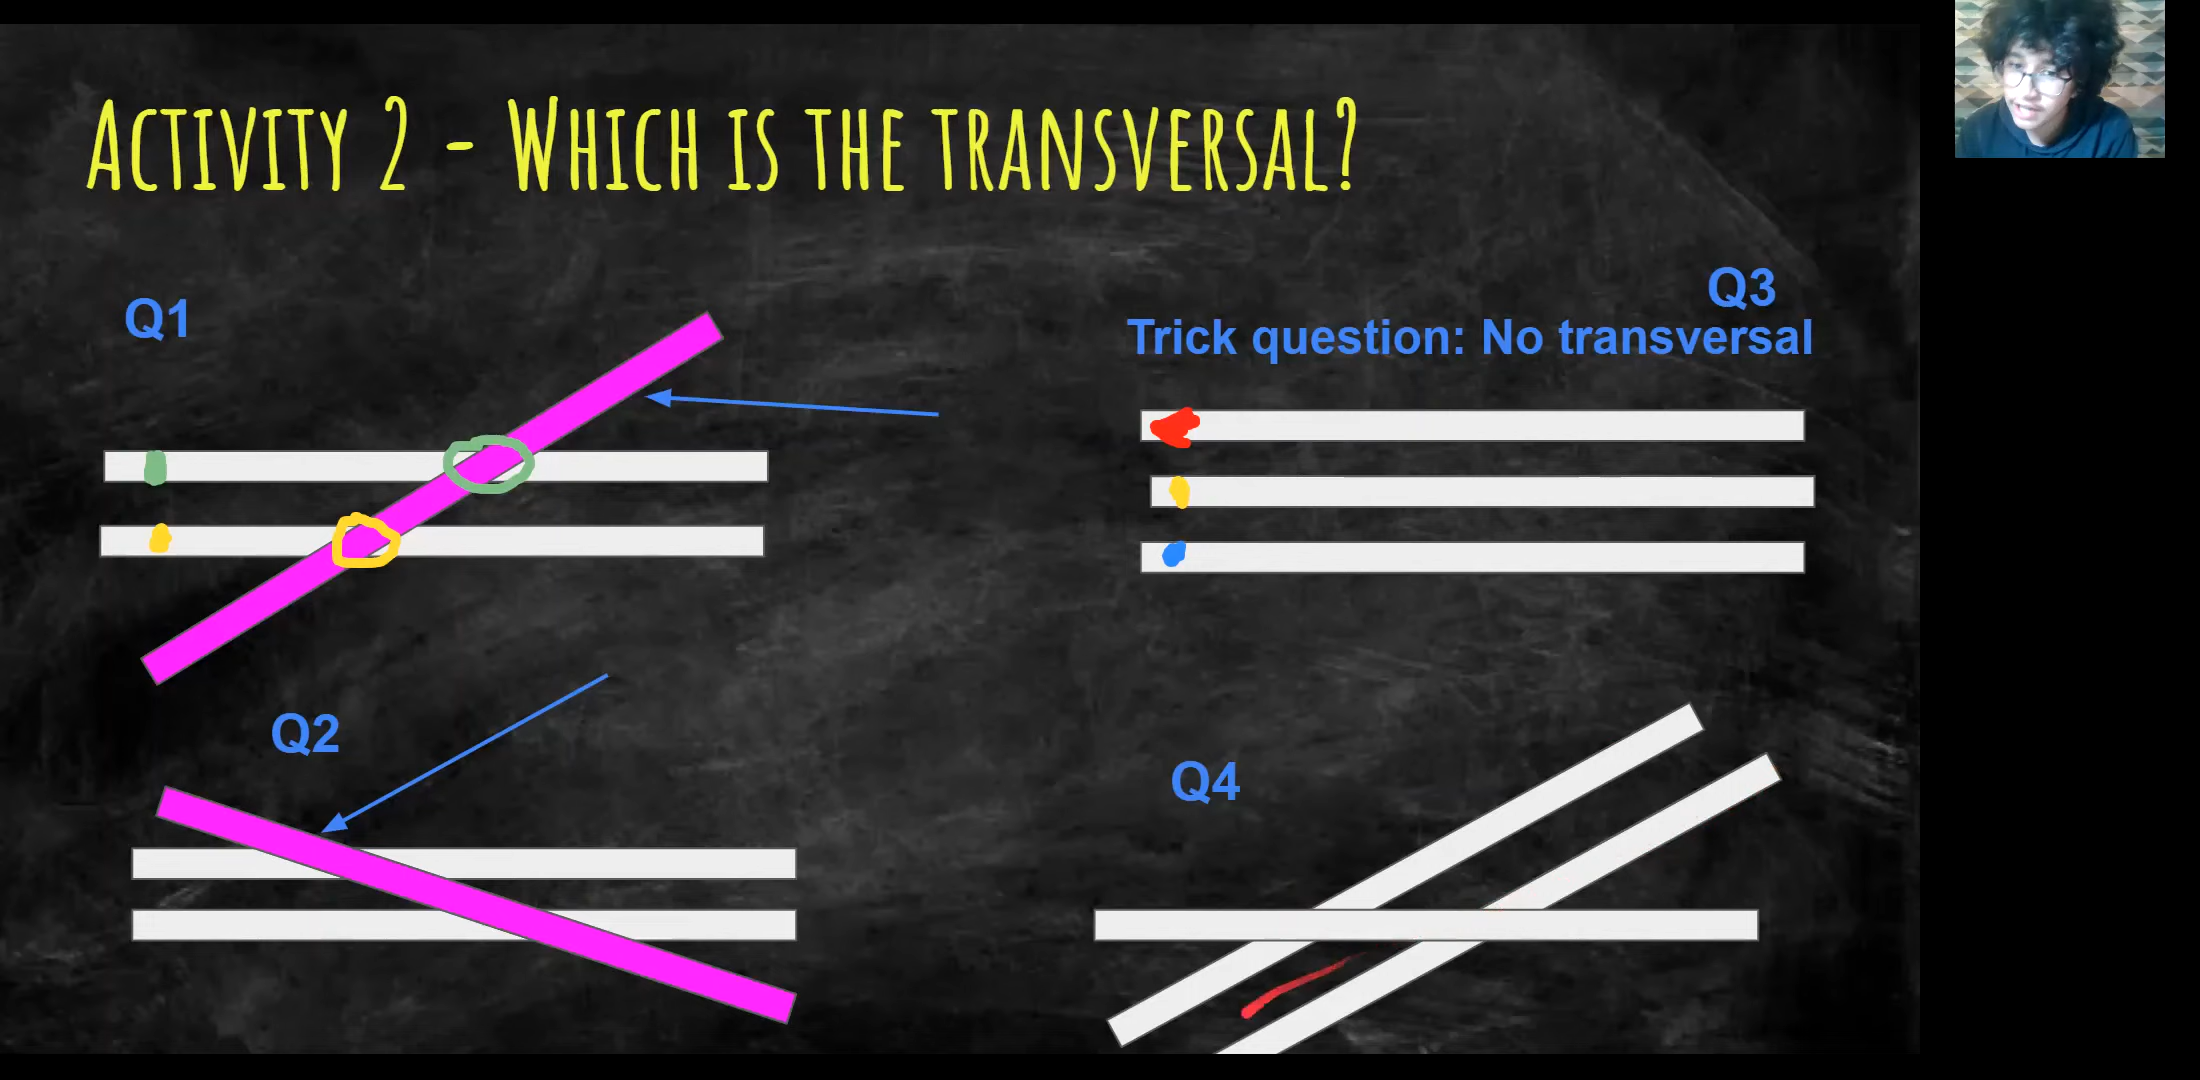 Activity 2 - Which is the transversal?
Q1
Q3
Trick question: No transversal
Q2
Q4